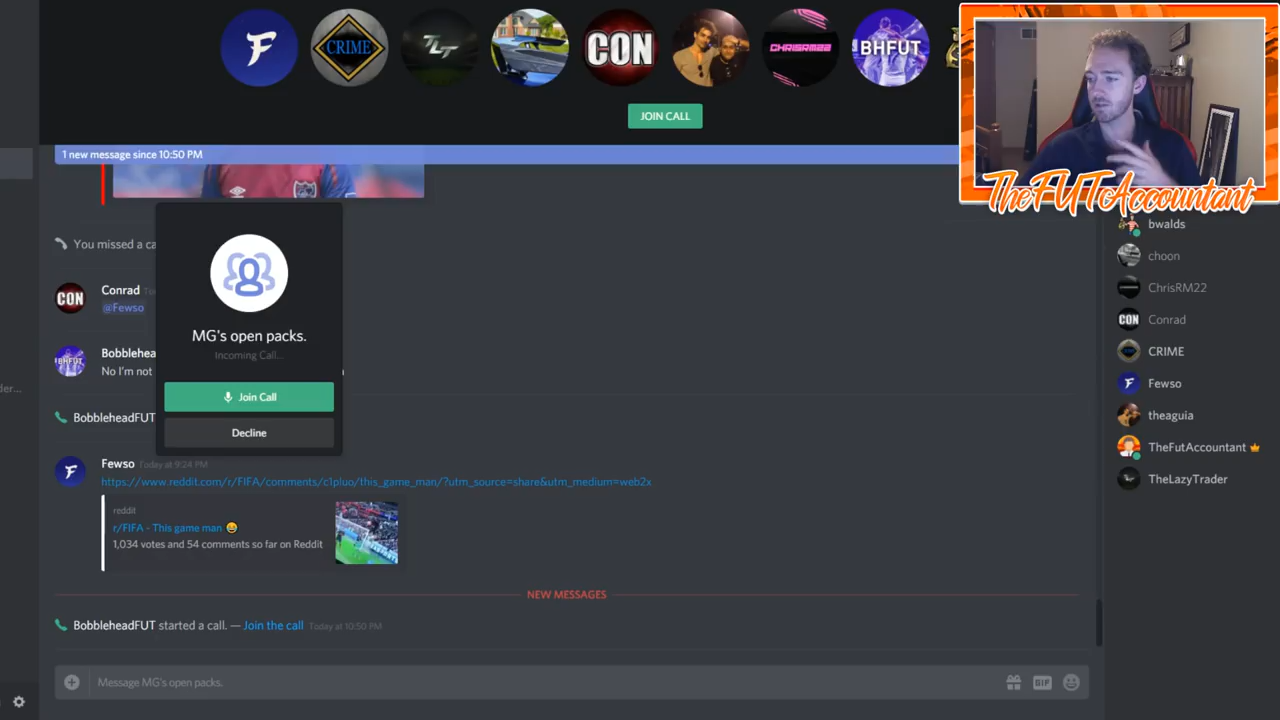 F
CRIME
TLT
CON
CHRISRM22
BHFUT
JOIN CALL
1 new message since 10:50 PM
TheFUTAccountant
You missed a ca
CON
Conrad
@Fewso
BHFUT
Bobblehea
No I'm not
MG's open packs.
Incoming Call...
Join Call
Decline
BobbleheadFUT
F
Fewso Today at 9:24 PM
https://www.reddit.com/r/FIFA/comments/c1pluo/this_game_man/?utm_source=share&utm_medium=web2x
reddit
r/FIFA - This game man 😂
1,034 votes and 54 comments so far on Reddit
NEW MESSAGES
BobbleheadFUT started a call. — Join the call Today at 10:50 PM
Message MG's open packs.
GIF
der...
bwalds
choon
ChrisRM22
CON
Conrad
CRIME
F
Fewso
theaguia
TheFutAccountant
TheLazyTrader